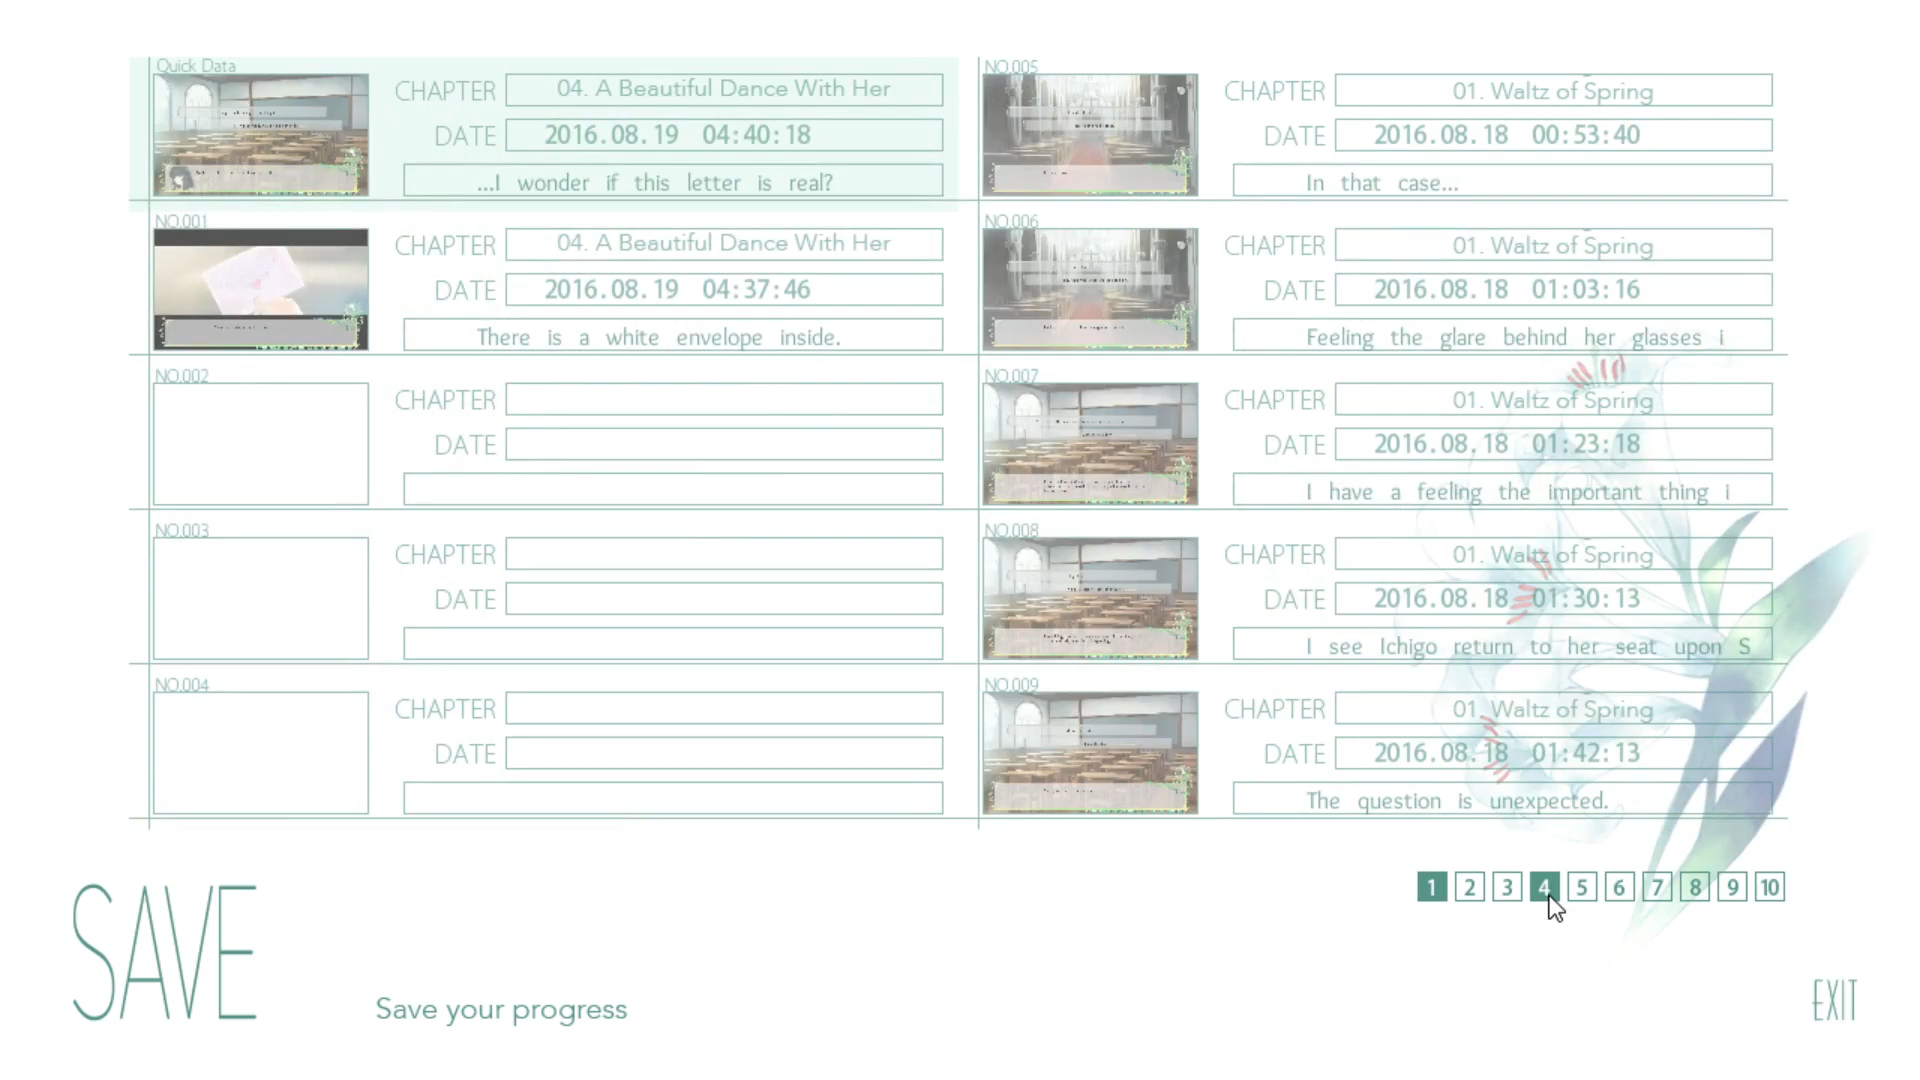 Quick Data
CHAPTER 04. A Beautiful Dance With Her
DATE 2016.08.19 04:40:18
...I wonder if this letter is real?
NO.001
CHAPTER 04. A Beautiful Dance With Her
DATE 2016.08.19 04:37:46
There is a white envelope inside.
NO.002
CHAPTER
DATE
NO.003
CHAPTER
DATE
NO.004
CHAPTER
DATE
NO.005
CHAPTER 01. Waltz of Spring
DATE 2016.08.18 00:53:40
In that case...
NO.006
CHAPTER 01. Waltz of Spring
DATE 2016.08.18 01:03:16
Feeling the glare behind her glasses i
NO.007
CHAPTER 01. Waltz of Spring
DATE 2016.08.18 01:23:18
I have a feeling the important thing i
NO.008
CHAPTER 01. Waltz of Spring
DATE 2016.08.18 01:30:13
I see Ichigo return to her seat upon S
NO.009
CHAPTER 01. Waltz of Spring
DATE 2016.08.18 01:42:13
The question is unexpected.
1 2 3 4 5 6 7 8 9 10
SAVE
Save your progress
EXIT